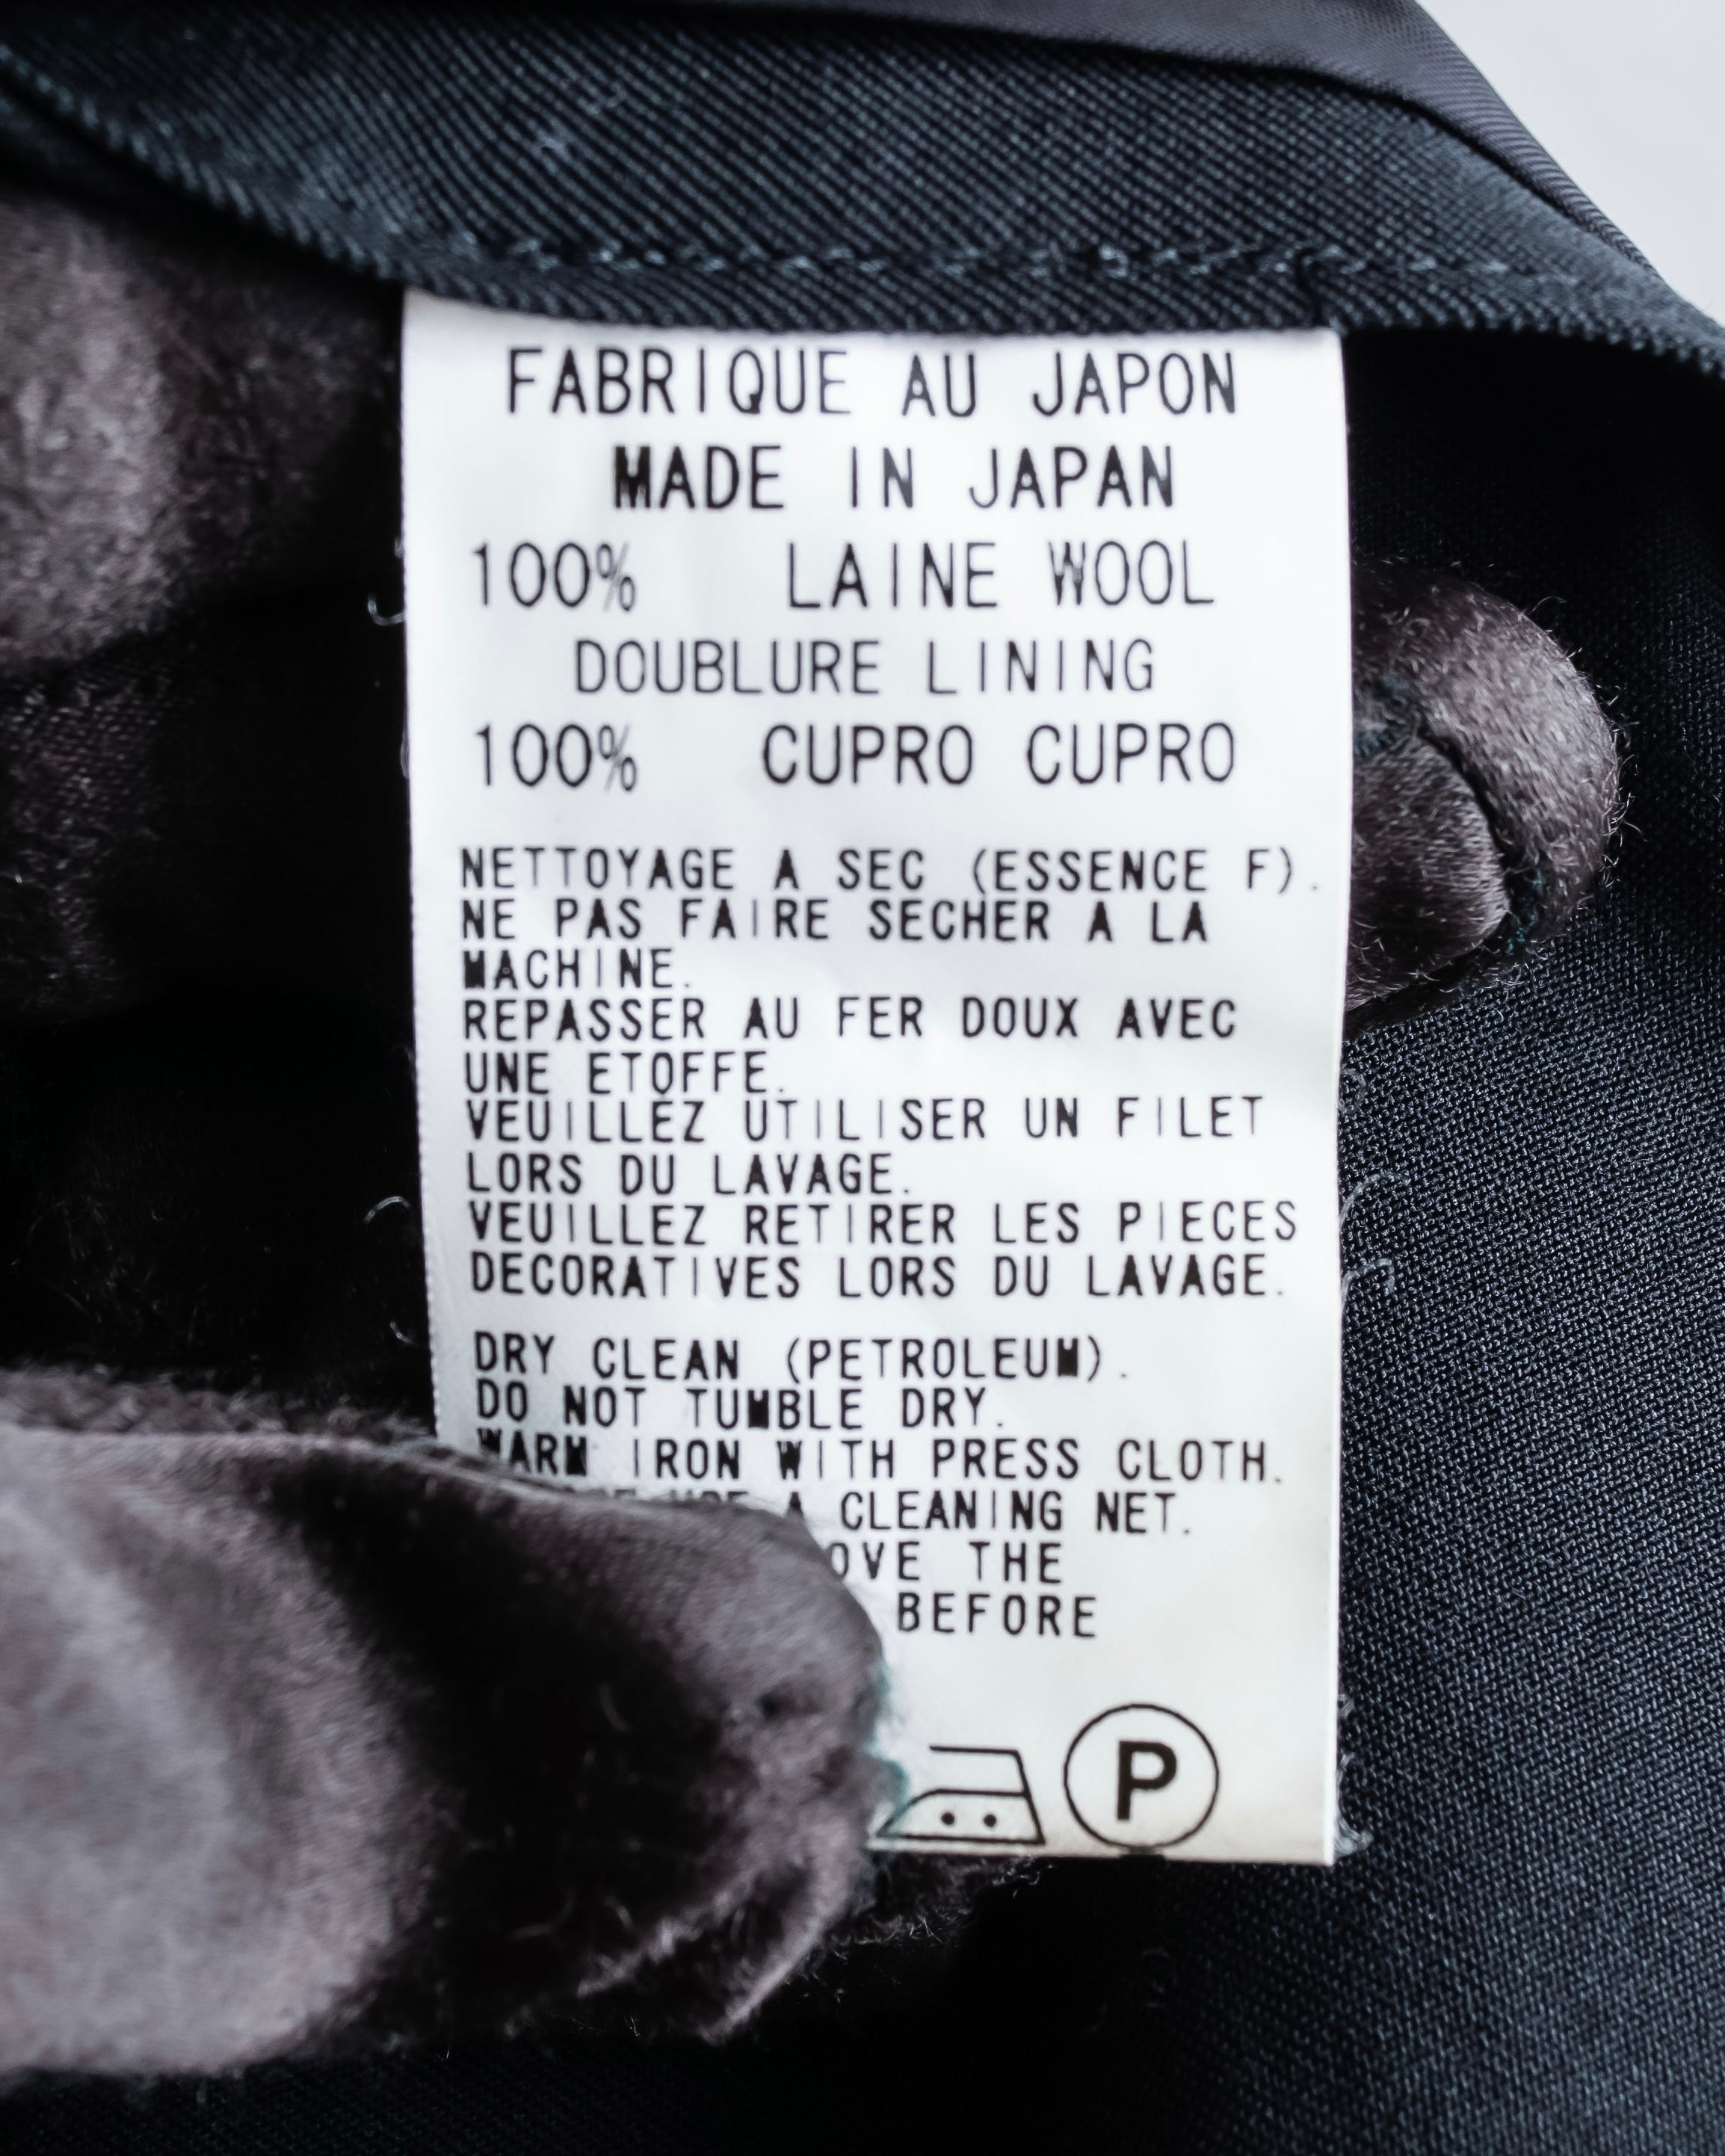 FABRIQUE AU JAPON
MADE IN JAPAN
100% LAINE WOOL
DOUBLURE LINING
100% CUPRO CUPRO
NETTOYAGE A SEC (ESSENCE F).
NE PAS FAIRE SECHER A LA
MACHINE.
REPASSER AU FER DOUX AVEC
UNE ETOFFE.
VEUILLEZ UTILISER UN FILET
LORS DU LAVAGE.
VEUILLEZ RETIRER LES PIECES
DECORATIVES LORS DU LAVAGE.
DRY CLEAN (PETROLEUM).
DO NOT TUMBLE DRY.
WARM IRON WITH PRESS CLOTH.
USE A CLEANING NET.
THE
BEFORE
P